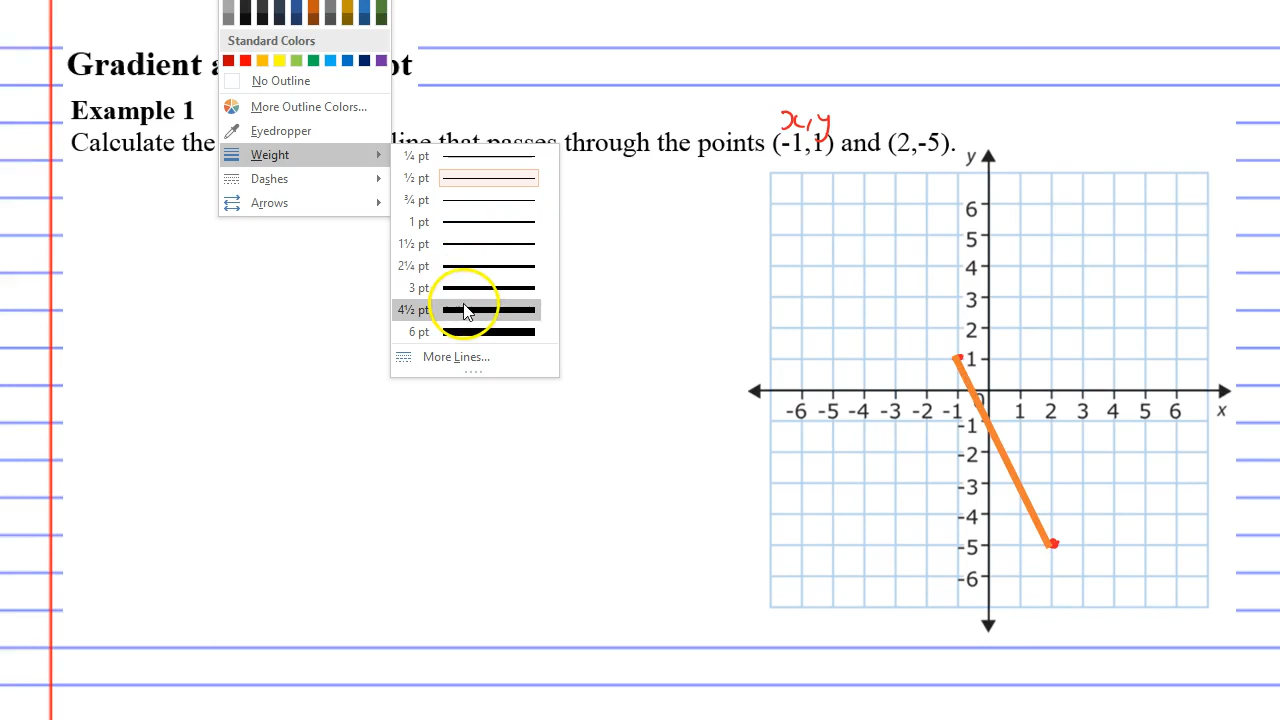 Standard Colors
Gradient a pt
No Outline
Example 1
More Outline Colors...
Eyedropper
x, y
Calculate the line that passes through the points (-1,1) and (2,-5).
Weight
Dashes
Arrows
¼ pt
½ pt
¾ pt
1 pt
1½ pt
2¼ pt
3 pt
4½ pt
6 pt
More Lines...
y
6
5
4
3
2
1
-6 -5 -4 -3 -2 -1 0 1 2 3 4 5 6 x
-1
-2
-3
-4
-5
-6